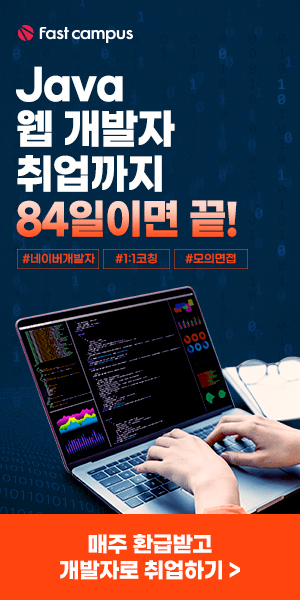 Fast campus
Java
웹 개발자
취업까지
84일이면 끝!
#네이버개발자 #1:1코칭 #모의면접
매주 환급받고
개발자로 취업하기 >